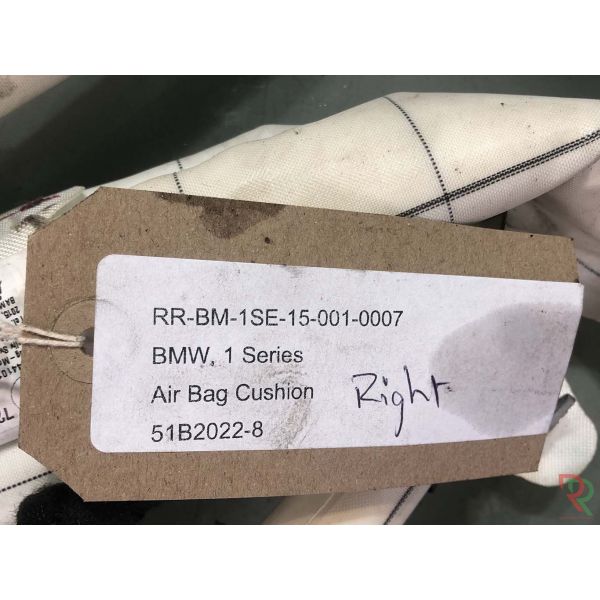 RR-BM-1SE-15-001-0007
BMW, 1 Series
Air Bag Cushion Right
51B2022-8